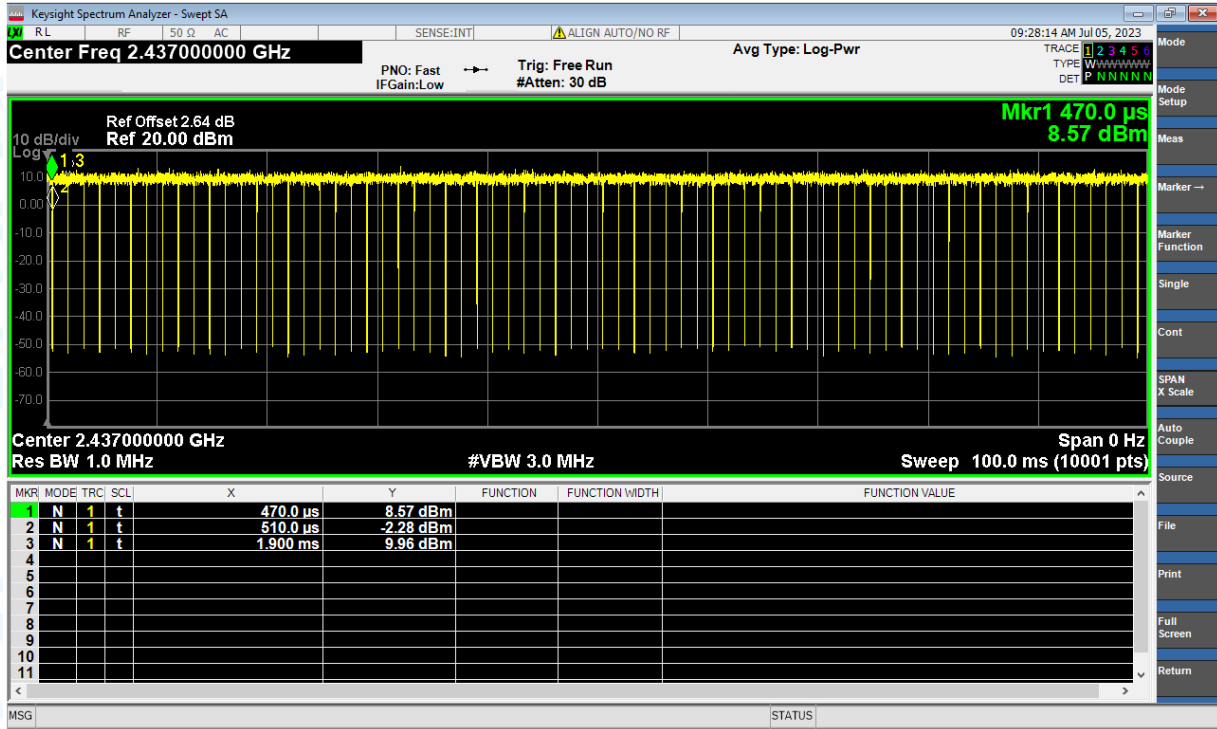 Keysight Spectrum Analyzer - Swept SA
LXI RL RF 50 Ω AC SENSE:INT ALIGN AUTO/NO RF 09:28:14 AM Jul 05, 2023
Center Freq 2.437000000 GHz
PNO: Fast
IFGain:Low
Trig: Free Run
#Atten: 30 dB
Avg Type: Log-Pwr
TRACE 1 2 3 4 5 6
TYPE WWWWWW
DET P N N N N N
Ref Offset 2.64 dB
10 dB/div Ref 20.00 dBm
Log
Mkr1 470.0 µs
8.57 dBm
1 3
2
10.0
0.00
-10.0
-20.0
-30.0
-40.0
-50.0
-60.0
-70.0
Center 2.437000000 GHz Span 0 Hz
Res BW 1.0 MHz #VBW 3.0 MHz Sweep 100.0 ms (10001 pts)
MKR MODE TRC SCL X Y FUNCTION FUNCTION WIDTH FUNCTION VALUE
1 N 1 t 470.0 µs 8.57 dBm
2 N 1 t 510.0 µs -2.28 dBm
3 N 1 t 1.900 ms 9.96 dBm
4
5
6
7
8
9
10
11
MSG STATUS
Mode
Mode
Setup
Meas
Marker →
Marker
Function
Single
Cont
SPAN
X Scale
Auto
Couple
Source
File
Print
Full
Screen
Return